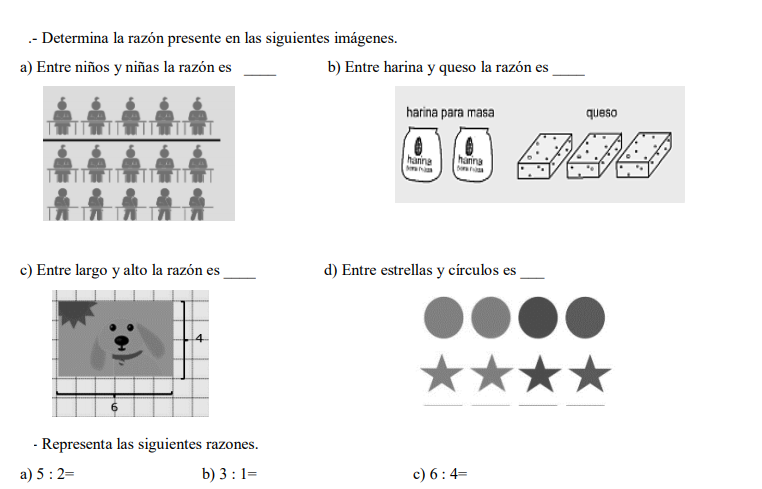 .- Determina la razón presente en las siguientes imágenes.
a) Entre niños y niñas la razón es ____
b) Entre harina y queso la razón es ____
harina para masa
queso
harina
harina
c) Entre largo y alto la razón es ____
d) Entre estrellas y círculos es ___
4
6
- Representa las siguientes razones.
a) 5 : 2=
b) 3 : 1=
c) 6 : 4=